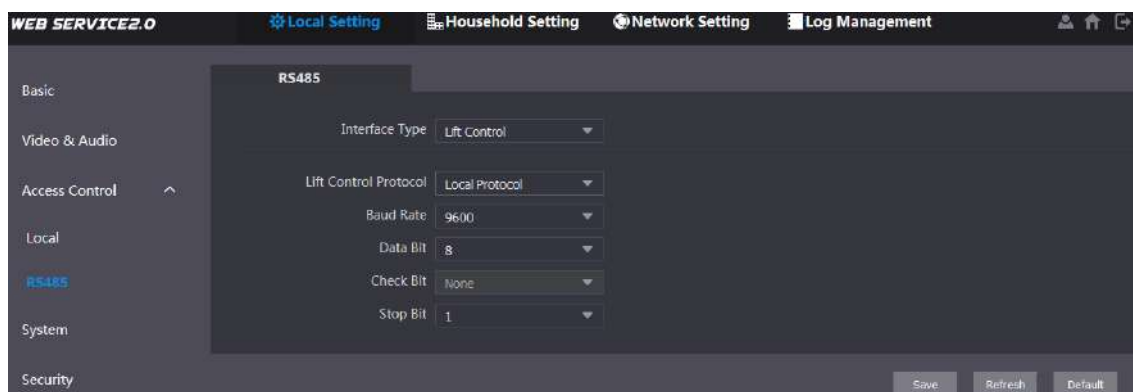 WEB SERVICE2.0
Local Setting
Household Setting
Network Setting
Log Management
Basic
Video & Audio
Access Control
Local
RS485
System
Security
RS485
Interface Type Lift Control
Lift Control Protocol Local Protocol
Baud Rate 9600
Data Bit 8
Check Bit None
Stop Bit 1
Save
Refresh
Default